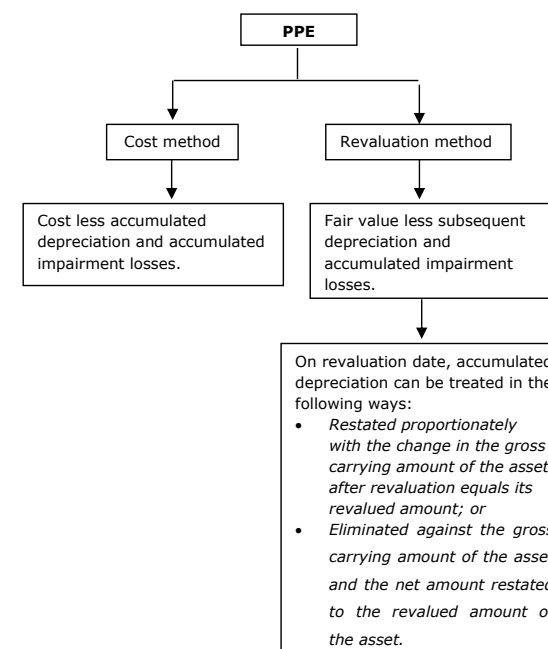 PPE
Cost method
Revaluation method
Cost less accumulated
depreciation and accumulated
impairment losses.
Fair value less subsequent
depreciation and
accumulated impairment
losses.
On revaluation date, accumulated
depreciation can be treated in the
following ways:
• Restated proportionately
with the change in the gross
carrying amount of the asset
after revaluation equals its
revalued amount; or
• Eliminated against the gross
carrying amount of the asse
and the net amount restated
to the revalued amount o
the asset.